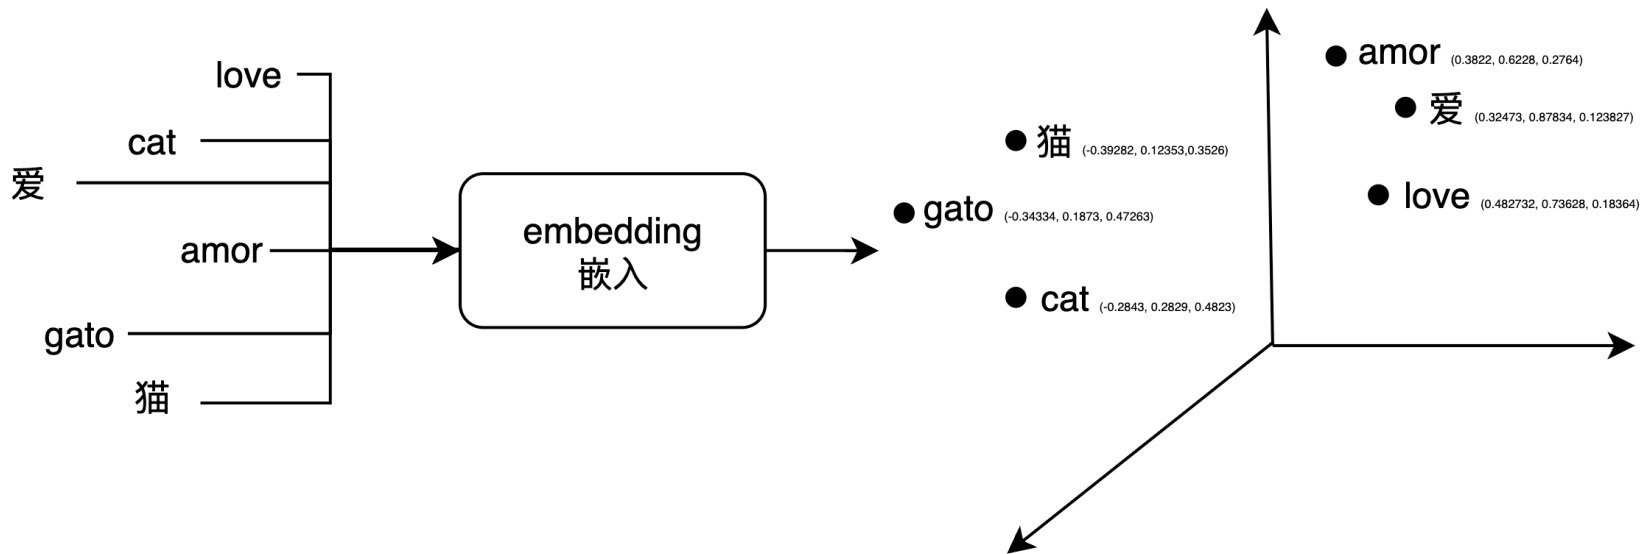 love
cat
爱
amor
gato
猫
embedding
嵌入
amor (0.3822, 0.6228, 0.2764)
爱 (0.32473, 0.87834, 0.123827)
猫 (-0.39282, 0.12353,0.3526)
love (0.482732, 0.73628, 0.18364)
gato (-0.34334, 0.1873, 0.47263)
cat (-0.2843, 0.2829, 0.4823)